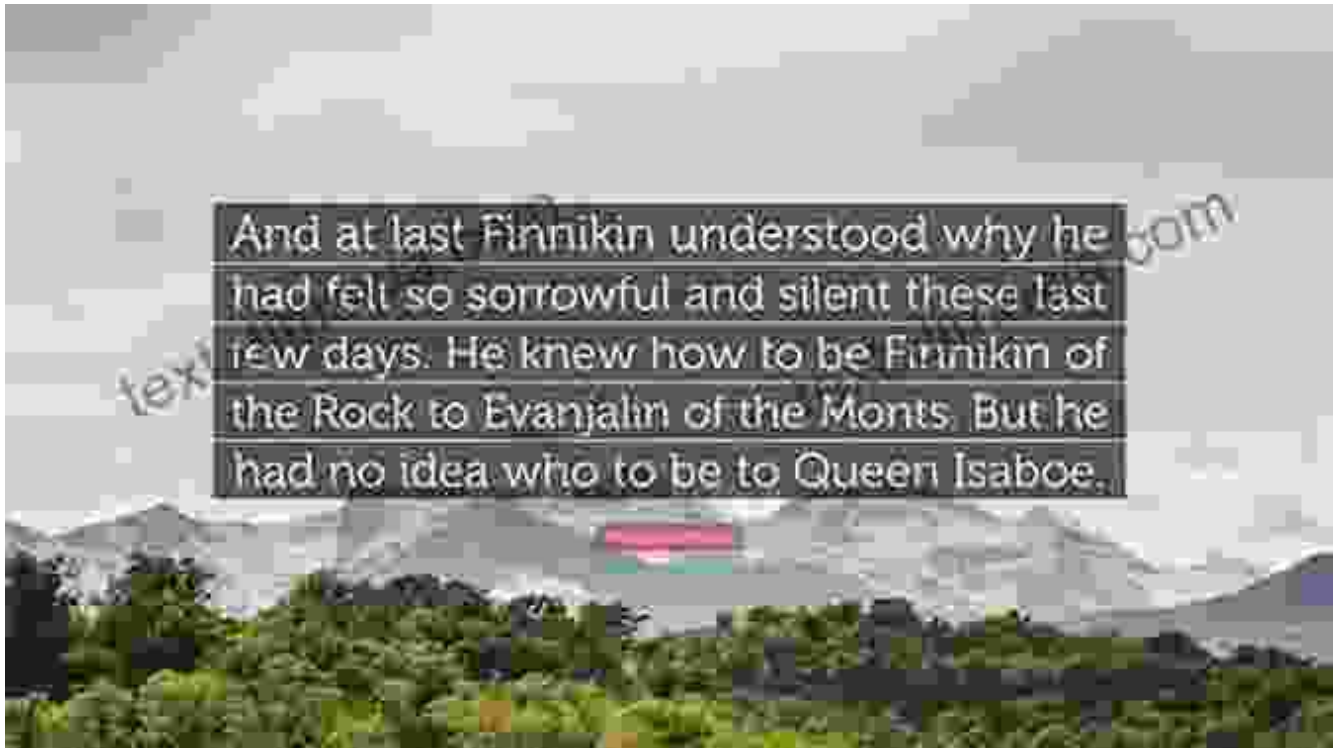 And at last Finnikin understood why he
had felt so sorrowful and silent these last
few days. He knew how to be Finnikin of
the Rock to Evanjalin of the Monts. But he
had no idea who to be to Queen Isaboe.
text
com